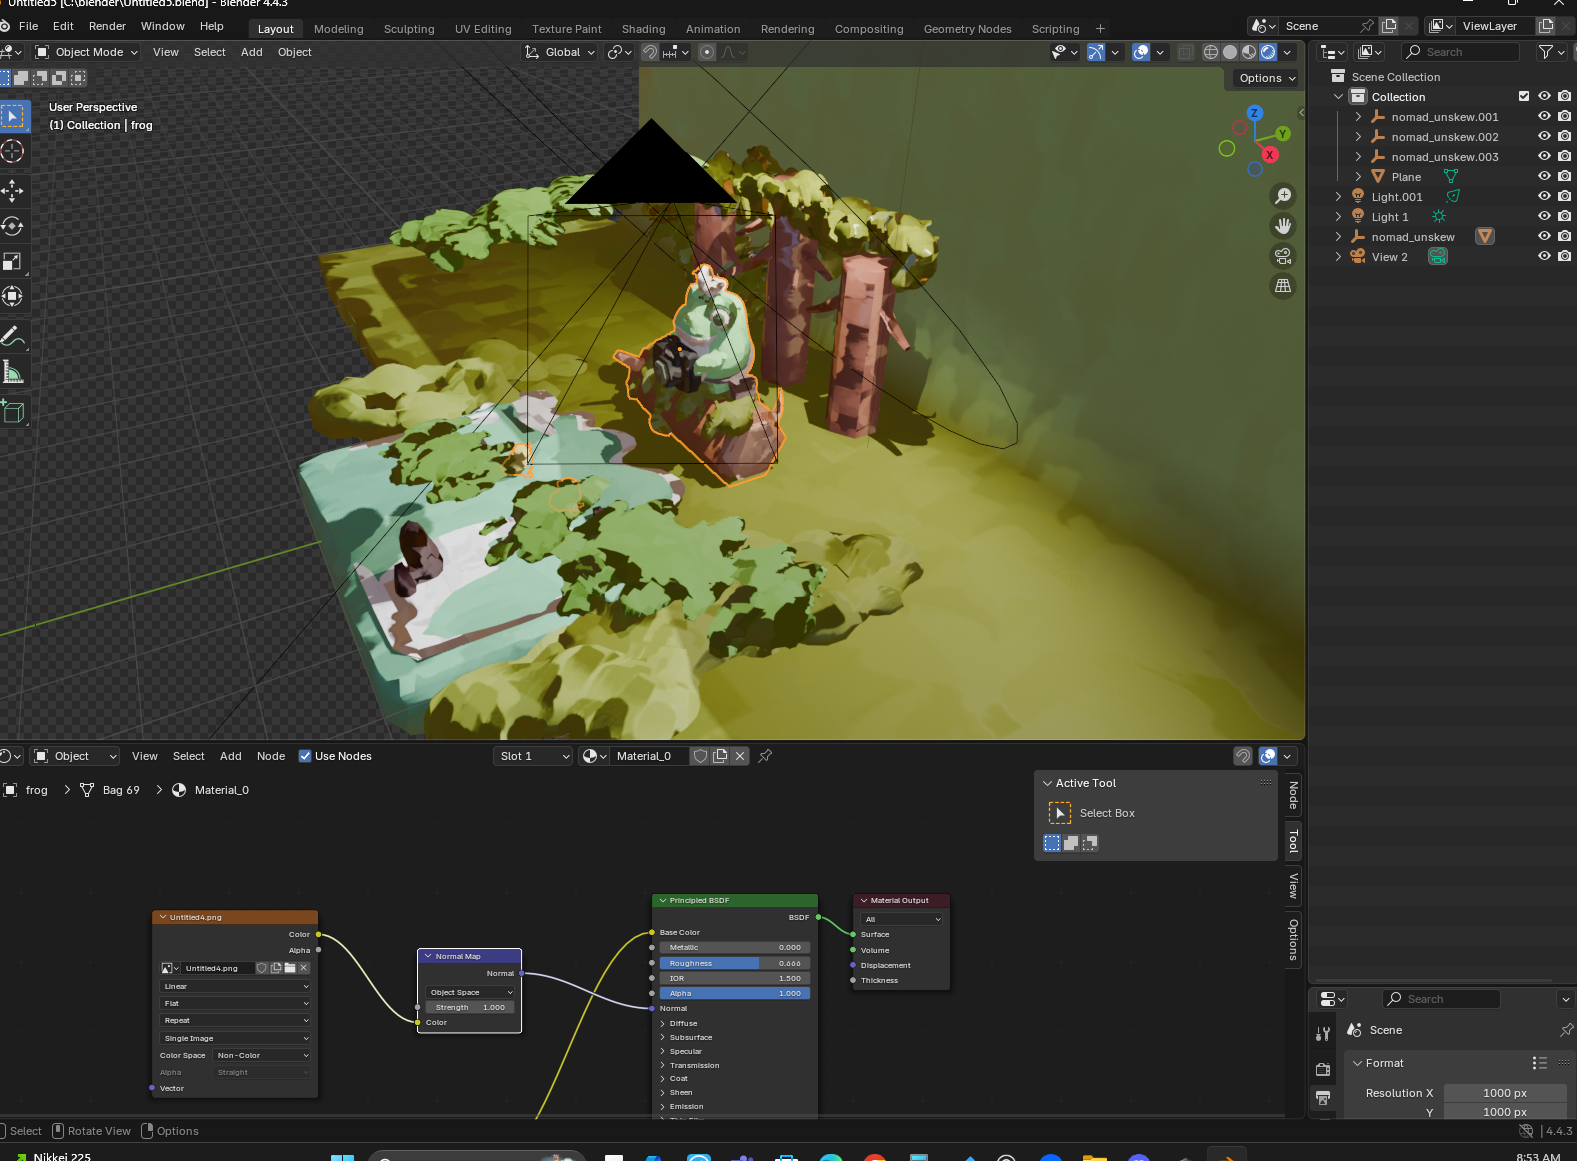 Untitled5 [C:\blender\Untitled5.blend] - Blender 4.4.3
File Edit Render Window Help Layout Modeling Sculpting UV Editing Texture Paint Shading Animation Rendering Compositing Geometry Nodes Scripting + Scene ViewLayer
Object Mode View Select Add Object Global Search
Options
User Perspective
(1) Collection | frog
Z
Y
X
Scene Collection
Collection
nomad_unskew.001
nomad_unskew.002
nomad_unskew.003
Plane
Light.001
Light 1
nomad_unskew
View 2
Object View Select Add Node Use Nodes Slot 1 Material_0
frog > Bag 69 > Material_0
Active Tool
Select Box
Node
Tool
View
Options
Untitled4.png
Color
Alpha
Untitled4.png
Linear
Flat
Repeat
Single Image
Color Space Non-Color
Alpha Straight
Vector
Normal Map
Normal
Object Space
Strength 1.000
Color
Principled BSDF
BSDF
Base Color
Metallic 0.000
Roughness 0.666
IOR 1.500
Alpha 1.000
Normal
Diffuse
Subsurface
Specular
Transmission
Coat
Sheen
Emission
Material Output
All
Surface
Volume
Displacement
Thickness
Search
Scene
Format
Resolution X 1000 px
Y 1000 px
Select Rotate View Options
4.4.3
Nikkei 225
8:53 AM